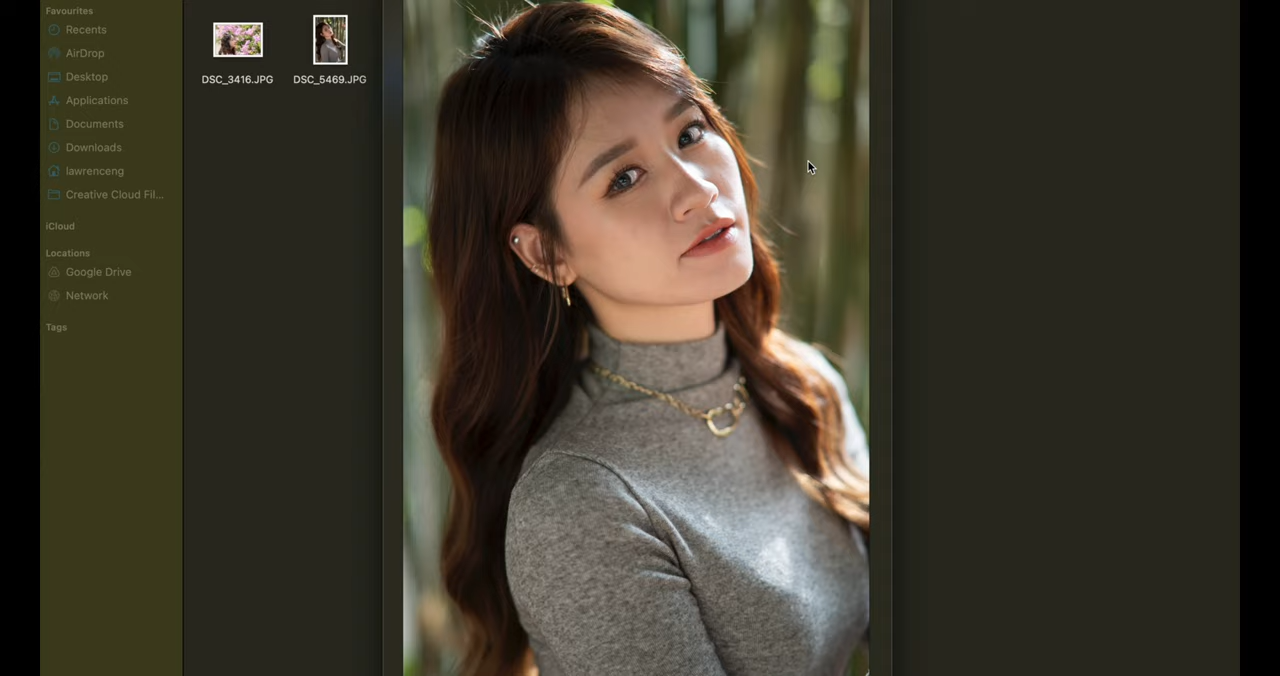 Favourites
Recents
AirDrop
Desktop
Applications
Documents
Downloads
lawrenceng
Creative Cloud Fil...
iCloud
Locations
Google Drive
Network
Tags
DSC_3416.JPG
DSC_5469.JPG